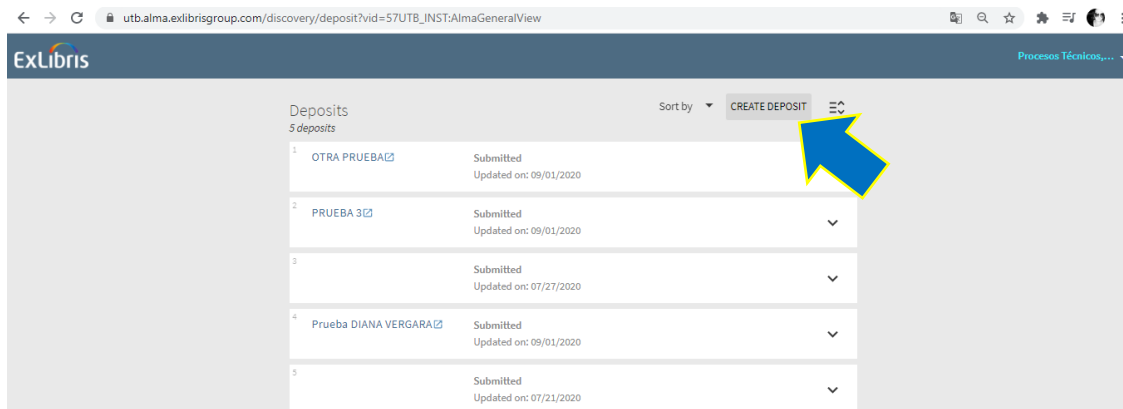 utb.alma.exlibrisgroup.com/discovery/deposit?vid=57UTB_INST:AlmaGeneralView
ExLibris
Procesos Técnicos,...
Deposits
Sort by
CREATE DEPOSIT
5 deposits
1
OTRA PRUEBA
Submitted
Updated on: 09/01/2020
2
PRUEBA 3
Submitted
Updated on: 09/01/2020
3
Submitted
Updated on: 07/27/2020
4
Prueba DIANA VERGARA
Submitted
Updated on: 09/01/2020
5
Submitted
Updated on: 07/21/2020